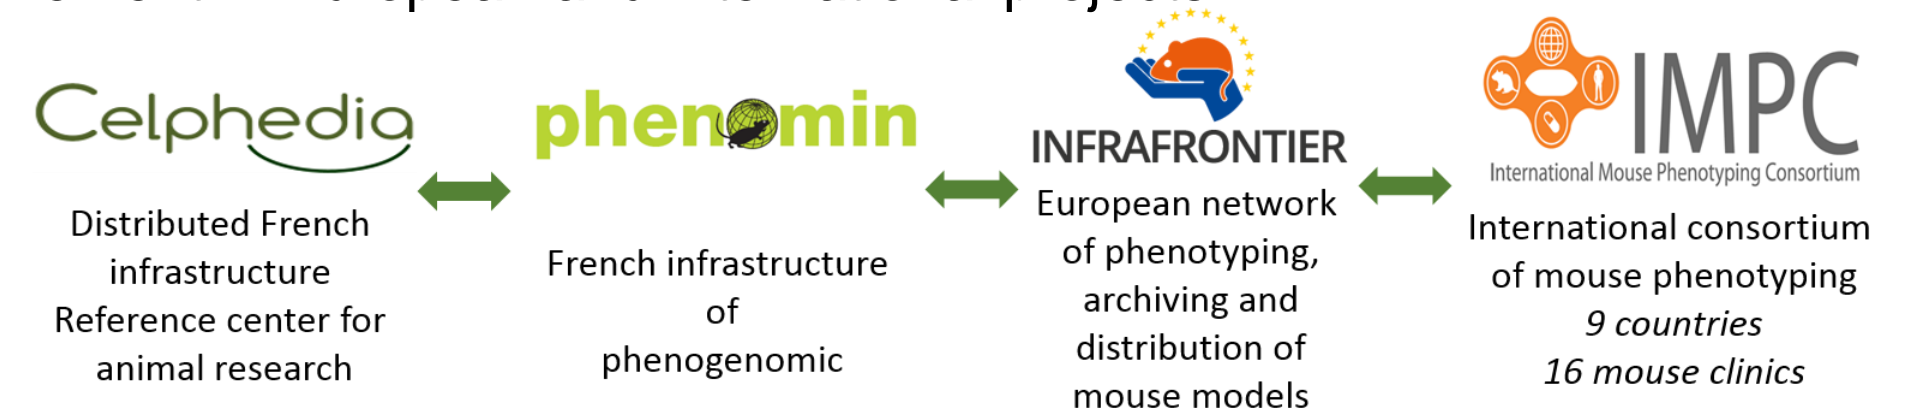 international projects
Celphedia
Distributed French
infrastructure
Reference center for
animal research
phenomin
French infrastructure
of
phenogenomic
INFRAFRONTIER
European network
of phenotyping,
archiving and
distribution of
mouse models
IMPC
International Mouse Phenotyping Consortium
International consortium
of mouse phenotyping
9 countries
16 mouse clinics